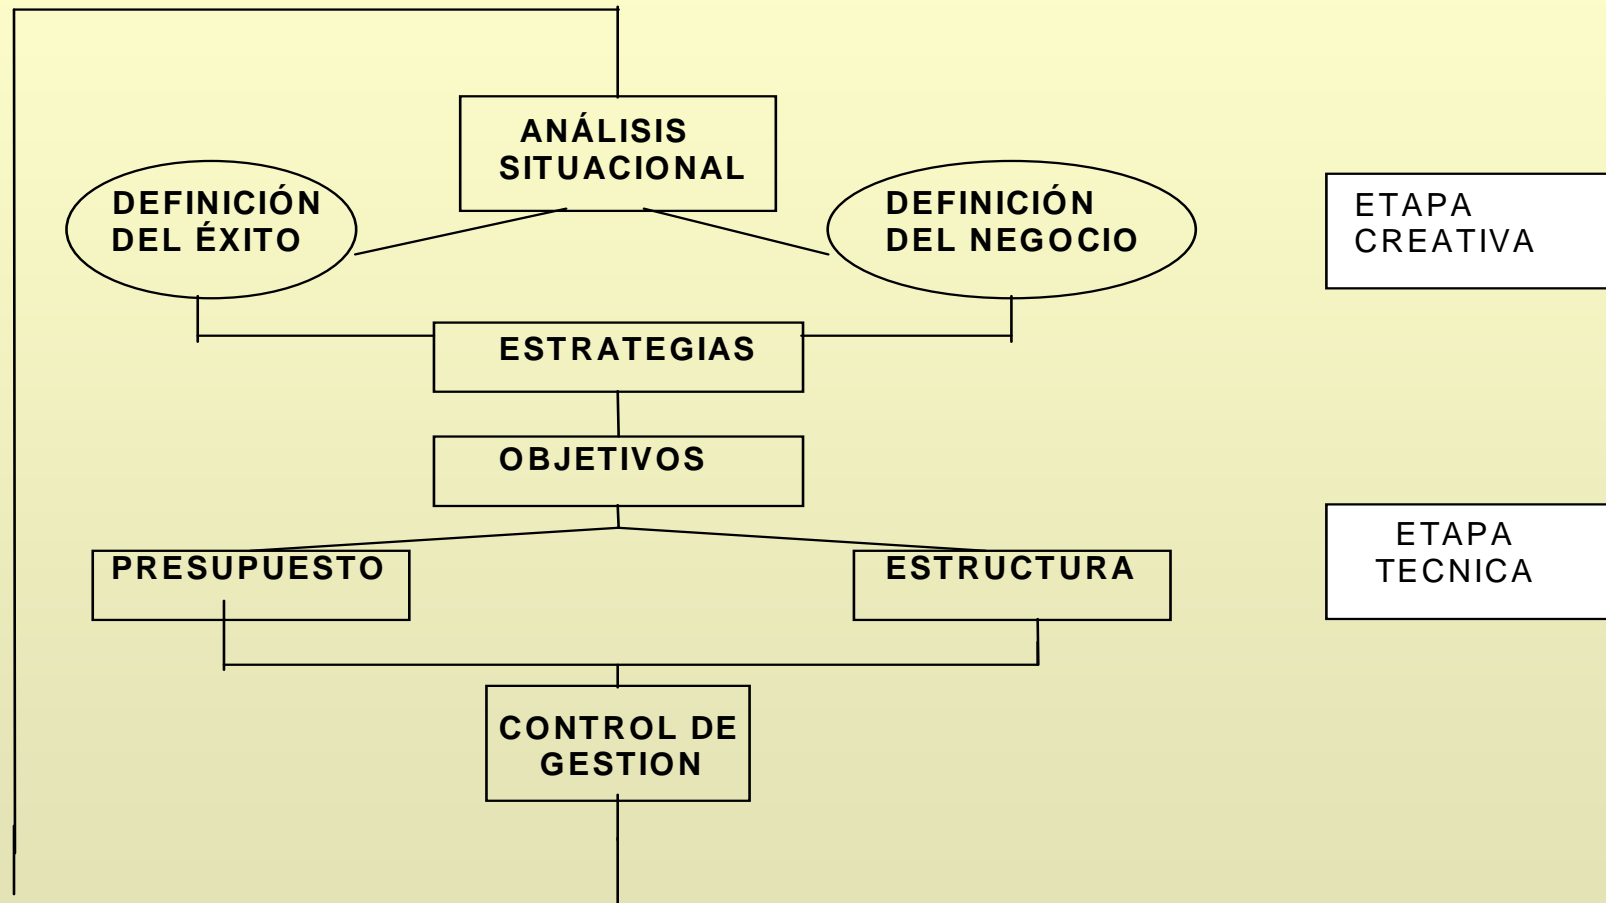 ANÁLISIS
SITUACIONAL
DEFINICIÓN
DEL ÉXITO
DEFINICIÓN
DEL NEGOCIO
ETAPA
CREATIVA
ESTRATEGIAS
OBJETIVOS
PRESUPUESTO
ESTRUCTURA
ETAPA
TECNICA
CONTROL DE
GESTION